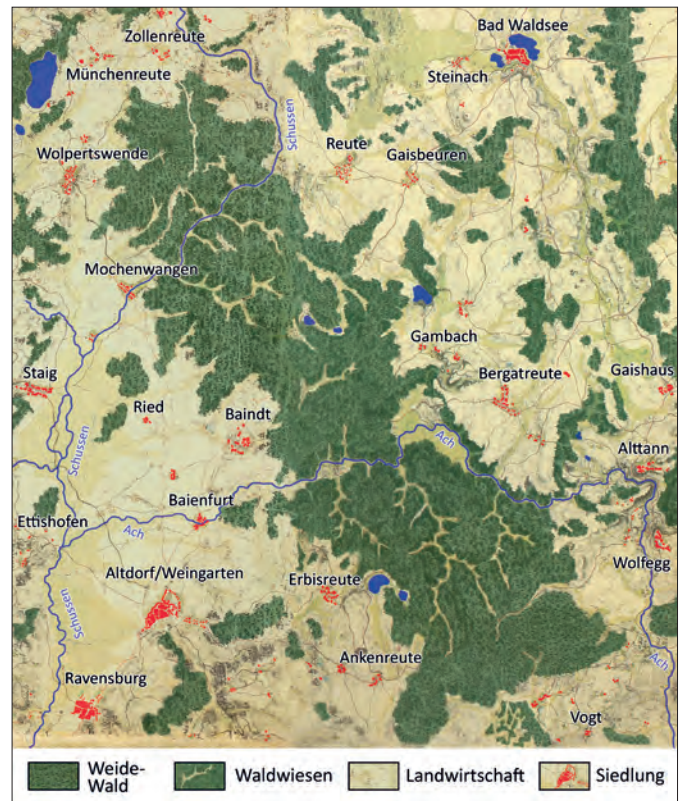 Zollenreute
Bad Waldsee
Münchenreute
Steinach
Schussen
Wolpertswende
Reute
Gaisbeuren
Mochenwangen
Gambach
Staig
Bergatreute
Gaishaus
Ried
Baindt
Schussen
Ach
Alttann
Baienfurt
Ettishofen
Ach
Wolfegg
Altdorf/Weingarten
Erbisreute
Schussen
Ankenreute
Ach
Ravensburg
Vogt
Weide-
Wald
Waldwiesen
Landwirtschaft
Siedlung